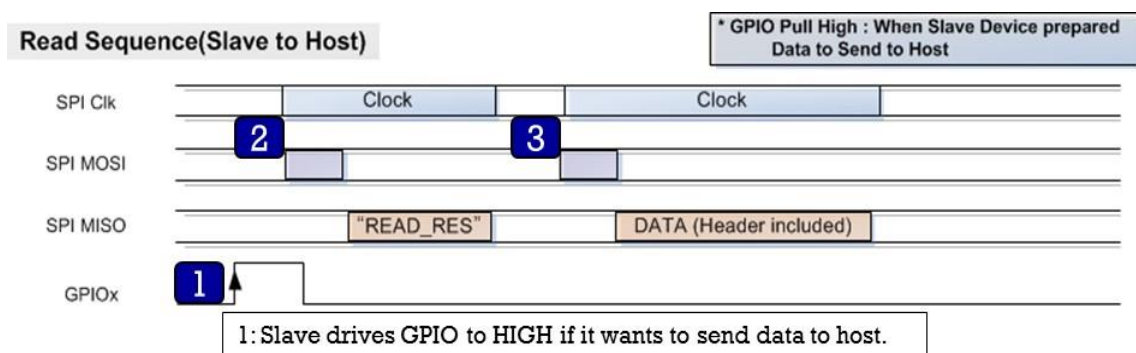 Read Sequence(Slave to Host)
* GPIO Pull High : When Slave Device prepared
Data to Send to Host
SPI Clk
Clock
Clock
2
3
SPI MOSI
SPI MISO
"READ_RES"
DATA (Header included)
1
GPIOx
1: Slave drives GPIO to HIGH if it wants to send data to host.